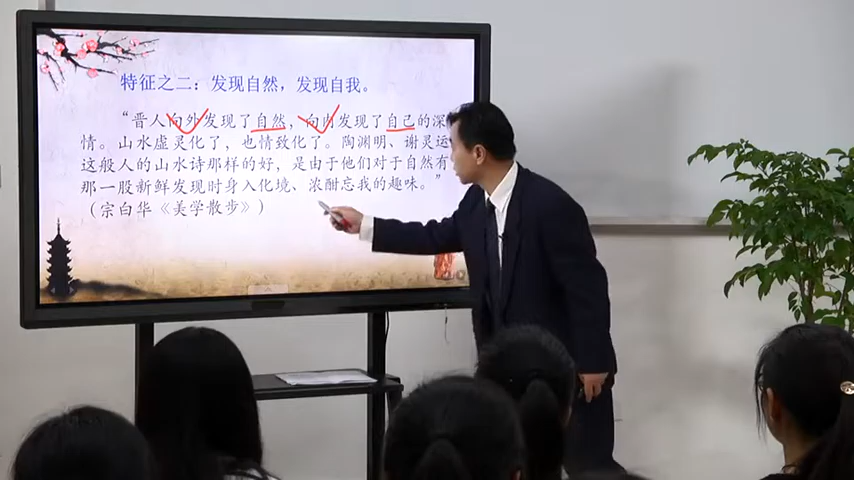 特征之二：发现自然，发现自我。
“晋人向外发现了自然，向内发现了自己的深
情。山水虚灵化了，也情致化了。陶渊明、谢灵运
这般人的山水诗那样的好，是由于他们对于自然有
那一股新鲜发现时身入化境、浓酣忘我的趣味。”
（宗白华《美学散步》）